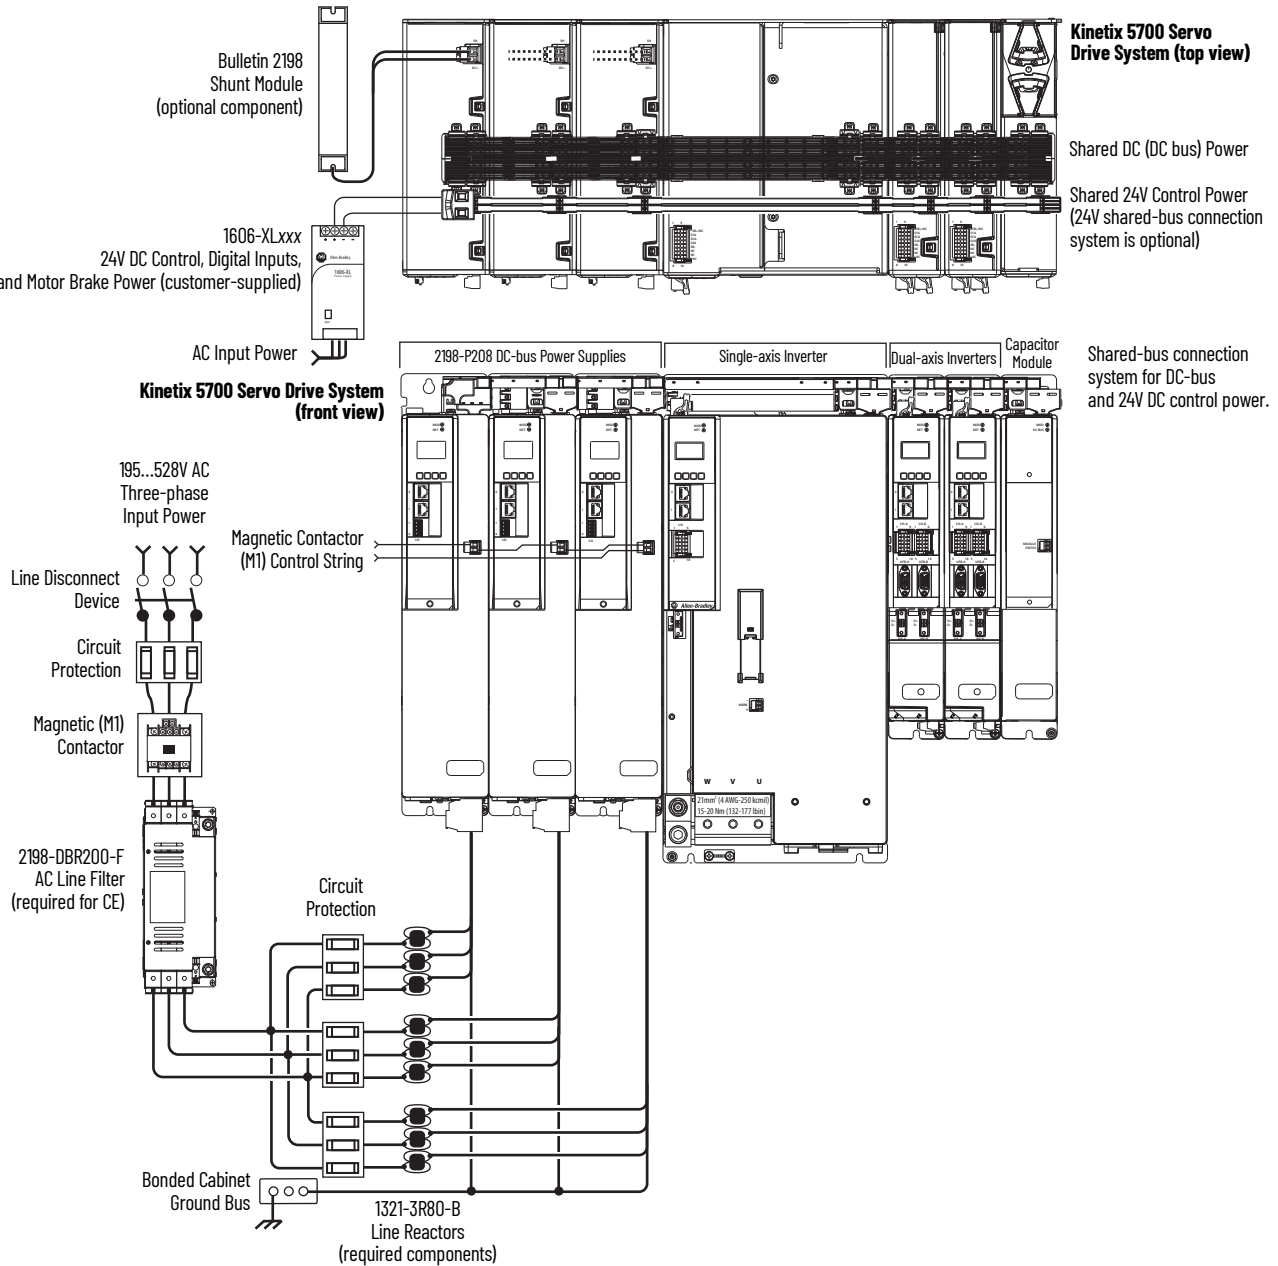 Kinetix 5700 Servo
Drive System (top view)
Bulletin 2198
Shunt Module
(optional component)
Shared DC (DC bus) Power
Shared 24V Control Power
(24V shared-bus connection
system is optional)
1606-XLxxx
24V DC Control, Digital Inputs,
and Motor Brake Power (customer-supplied)
Allen-Bradley
1606-XL
AC Input Power
2198-P208 DC-bus Power Supplies
Single-axis Inverter
Dual-axis Inverters
Capacitor
Module
Shared-bus connection
system for DC-bus
and 24V DC control power.
Kinetix 5700 Servo Drive System
(front view)
195...528V AC
Three-phase
Input Power
Magnetic Contactor
(M1) Control String
Allen-Bradley
Line Disconnect
Device
Circuit
Protection
Magnetic (M1)
Contactor
W V U
21mm² (4 AWG-250 kcmil)
15-20 Nm (132-177 lbin)
2198-DBR200-F
AC Line Filter
(required for CE)
Circuit
Protection
Bonded Cabinet
Ground Bus
1321-3R80-B
Line Reactors
(required components)